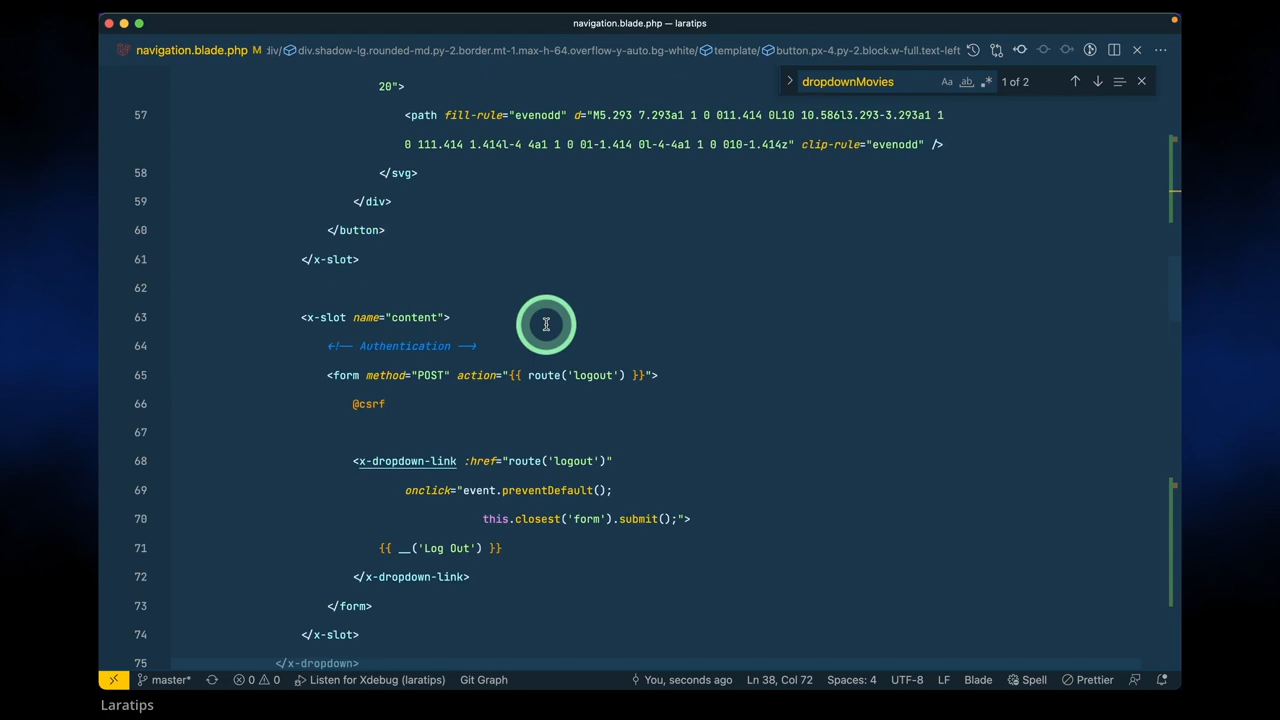 navigation.blade.php — laratips
navigation.blade.php M div/ div.shadow-lg.rounded-md.py-2.border.mt-1.max-h-64.overflow-y-auto.bg-white/ template/ button.px-4.py-2.block.w-full.text-left
dropdownMovies Aa ab 1 of 2
20">
57 <path fill-rule="evenodd" d="M5.293 7.293a1 1 0 011.414 0L10 10.586l3.293-3.293a1 1
0 111.414 1.414l-4 4a1 1 0 01-1.414 0l-4-4a1 1 0 010-1.414z" clip-rule="evenodd" />
58 </svg>
59 </div>
60 </button>
61 </x-slot>
62
63 <x-slot name="content">
64 <!-- Authentication -->
65 <form method="POST" action="{{ route('logout') }}">
66 @csrf
67
68 <x-dropdown-link :href="route('logout')"
69 onclick="event.preventDefault();
70 this.closest('form').submit();">
71 {{ __('Log Out') }}
72 </x-dropdown-link>
73 </form>
74 </x-slot>
75 </x-dropdown>
master* 0 0 Listen for Xdebug (laratips) Git Graph You, seconds ago Ln 38, Col 72 Spaces: 4 UTF-8 LF Blade Spell Prettier
Laratips